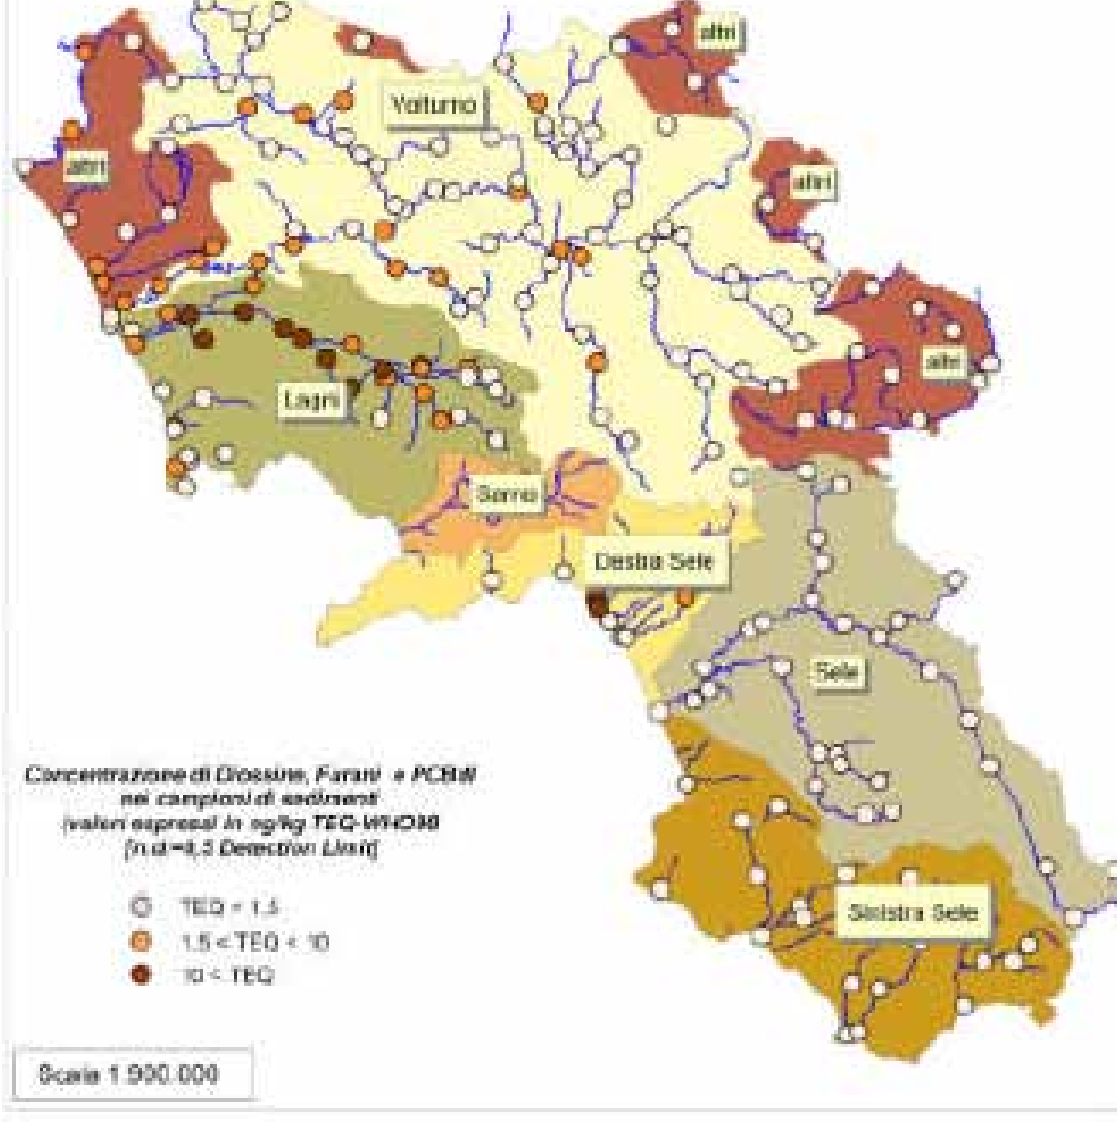 altri
Volturno
altri
altri
altri
Lagni
Sarno
Destra Sele
Sele
Concentrazione di Diossine, Furani e PCBdl
nei campioni di sedimenti
(valori espressi in ng/kg TEQ-WHO98
[n.d.=0,5 Detection Limit]
TEQ < 1,5
1.5 < TEQ < 10
10 < TEQ
Sinistra Sele
Scala 1:900.000